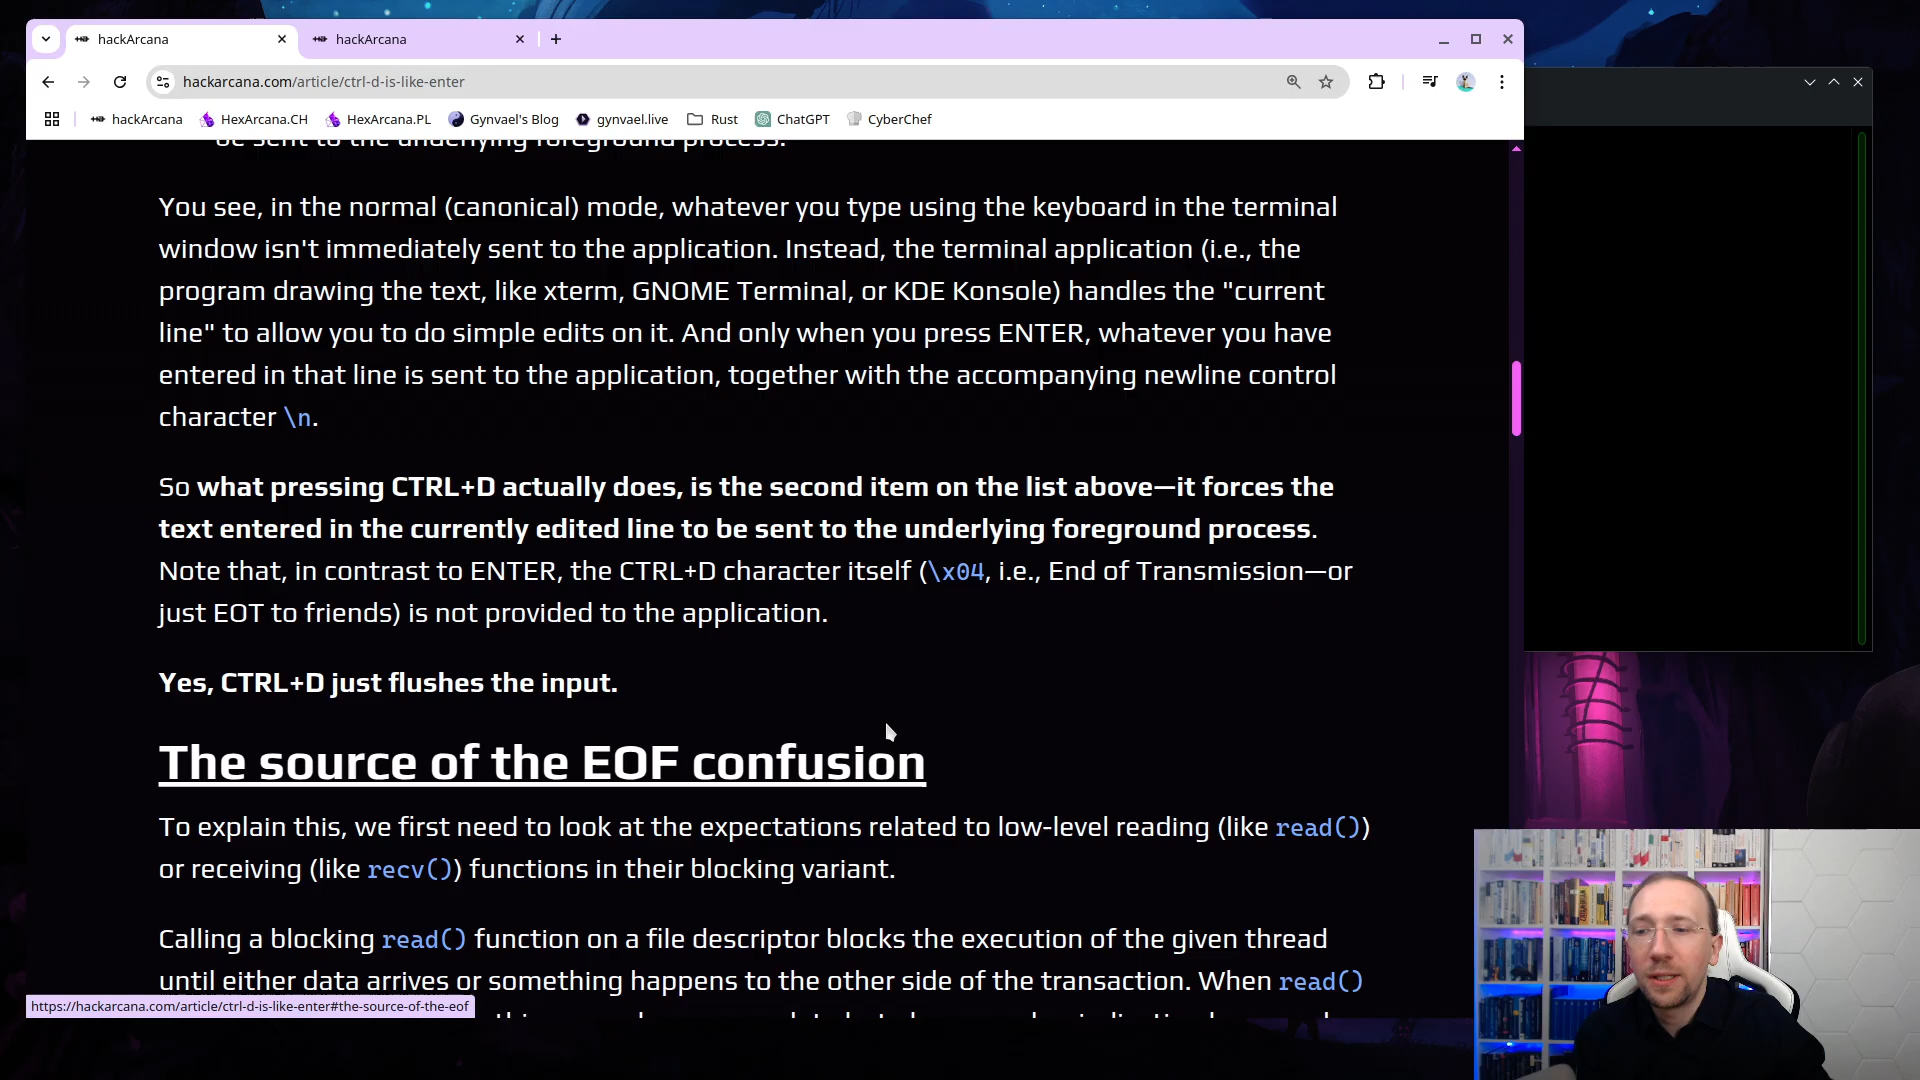 hackArcana
hackArcana
hackarcana.com/article/ctrl-d-is-like-enter
hackArcana HexArcana.CH HexArcana.PL Gynvael's Blog gynvael.live Rust ChatGPT CyberChef
be sent to the underlying foreground process.
You see, in the normal (canonical) mode, whatever you type using the keyboard in the terminal
window isn't immediately sent to the application. Instead, the terminal application (i.e., the
program drawing the text, like xterm, GNOME Terminal, or KDE Konsole) handles the "current
line" to allow you to do simple edits on it. And only when you press ENTER, whatever you have
entered in that line is sent to the application, together with the accompanying newline control
character \n.
So what pressing CTRL+D actually does, is the second item on the list above—it forces the
text entered in the currently edited line to be sent to the underlying foreground process.
Note that, in contrast to ENTER, the CTRL+D character itself (\x04, i.e., End of Transmission—or
just EOT to friends) is not provided to the application.
Yes, CTRL+D just flushes the input.
The source of the EOF confusion
To explain this, we first need to look at the expectations related to low-level reading (like read())
or receiving (like recv()) functions in their blocking variant.
Calling a blocking read() function on a file descriptor blocks the execution of the given thread
until either data arrives or something happens to the other side of the transaction. When read()
https://hackarcana.com/article/ctrl-d-is-like-enter#the-source-of-the-eof